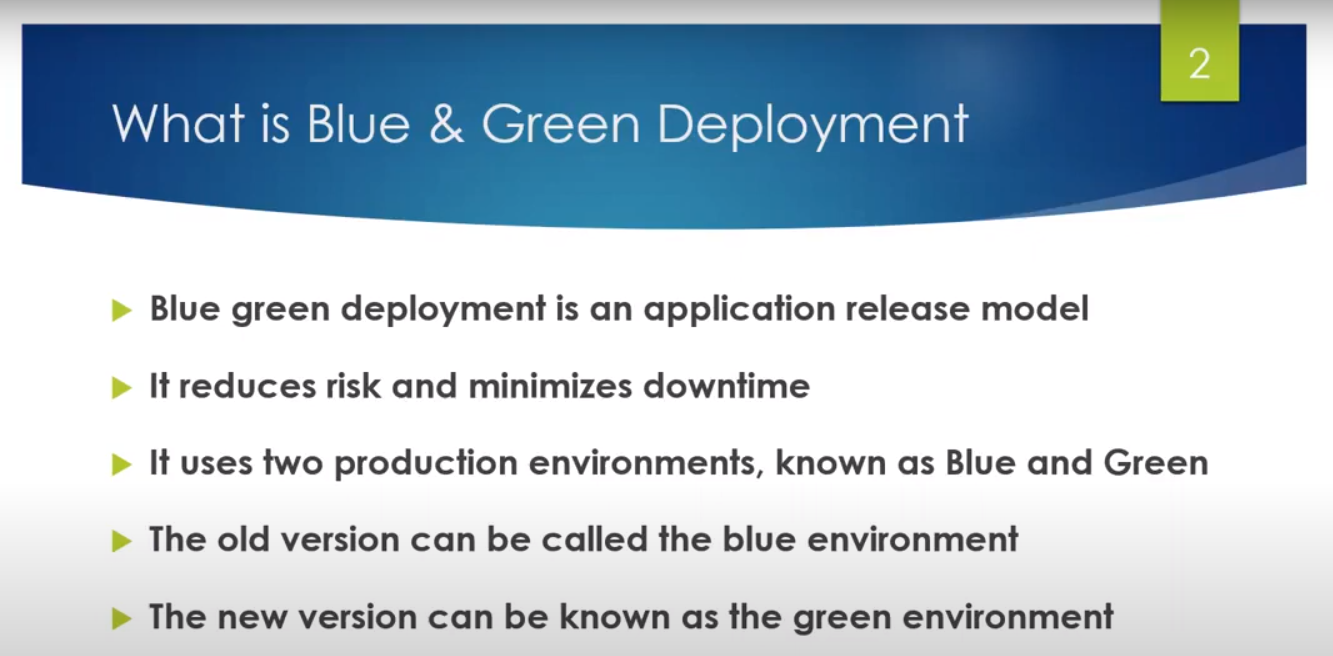 2
What is Blue & Green Deployment
Blue green deployment is an application release model
It reduces risk and minimizes downtime
It uses two production environments, known as Blue and Green
The old version can be called the blue environment
The new version can be known as the green environment